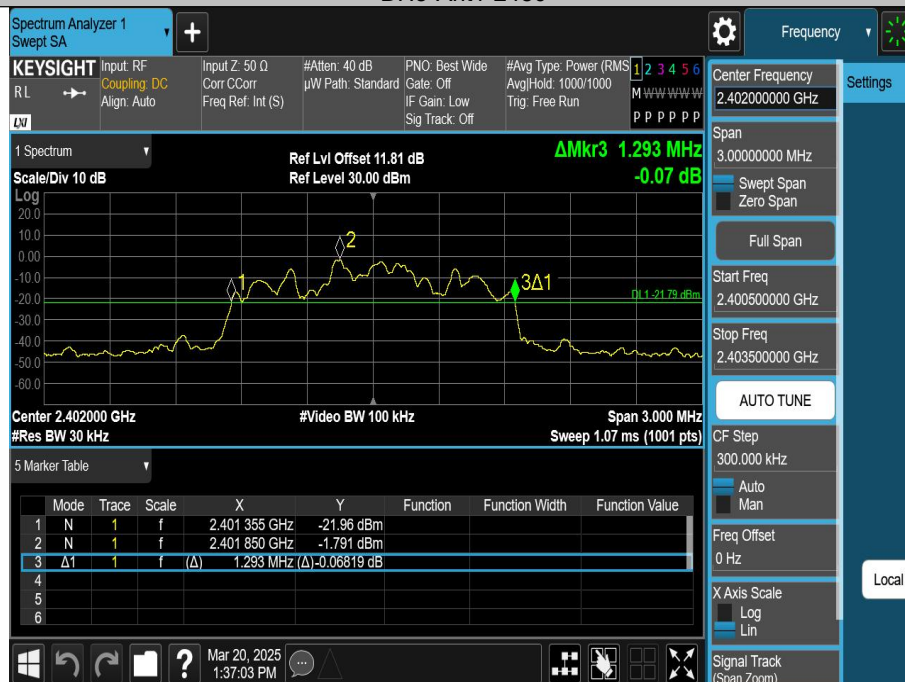 Spectrum Analyzer 1
Swept SA
+
Frequency
KEYSIGHT
RL
LXI
Input: RF
Coupling: DC
Align: Auto
Input Z: 50 Ω
Corr CCorr
Freq Ref: Int (S)
#Atten: 40 dB
µW Path: Standard
PNO: Best Wide
Gate: Off
IF Gain: Low
Sig Track: Off
#Avg Type: Power (RMS
Avg|Hold: 1000/1000
Trig: Free Run
1 2 3 4 5 6
M W W W W W
P P P P P P
1 Spectrum
Scale/Div 10 dB
Log
Ref Lvl Offset 11.81 dB
Ref Level 30.00 dBm
ΔMkr3 1.293 MHz
-0.07 dB
20.0
10.0
0.00
-10.0
-20.0
-30.0
-40.0
-50.0
-60.0
1
2
3Δ1
DL1 -21.79 dBm
Center 2.402000 GHz
#Video BW 100 kHz
Span 3.000 MHz
#Res BW 30 kHz
Sweep 1.07 ms (1001 pts)
5 Marker Table
Mode Trace Scale X Y Function Function Width Function Value
1 N 1 f 2.401 355 GHz -21.96 dBm
2 N 1 f 2.401 850 GHz -1.791 dBm
3 Δ1 1 f (Δ) 1.293 MHz (Δ) -0.06819 dB
4
5
6
?
Mar 20, 2025
1:37:03 PM
Center Frequency
2.402000000 GHz
Settings
Span
3.00000000 MHz
Swept Span
Zero Span
Full Span
Start Freq
2.400500000 GHz
Stop Freq
2.403500000 GHz
AUTO TUNE
CF Step
300.000 kHz
Auto
Man
Freq Offset
0 Hz
Local
X Axis Scale
Log
Lin
Signal Track
(Span Zoom)